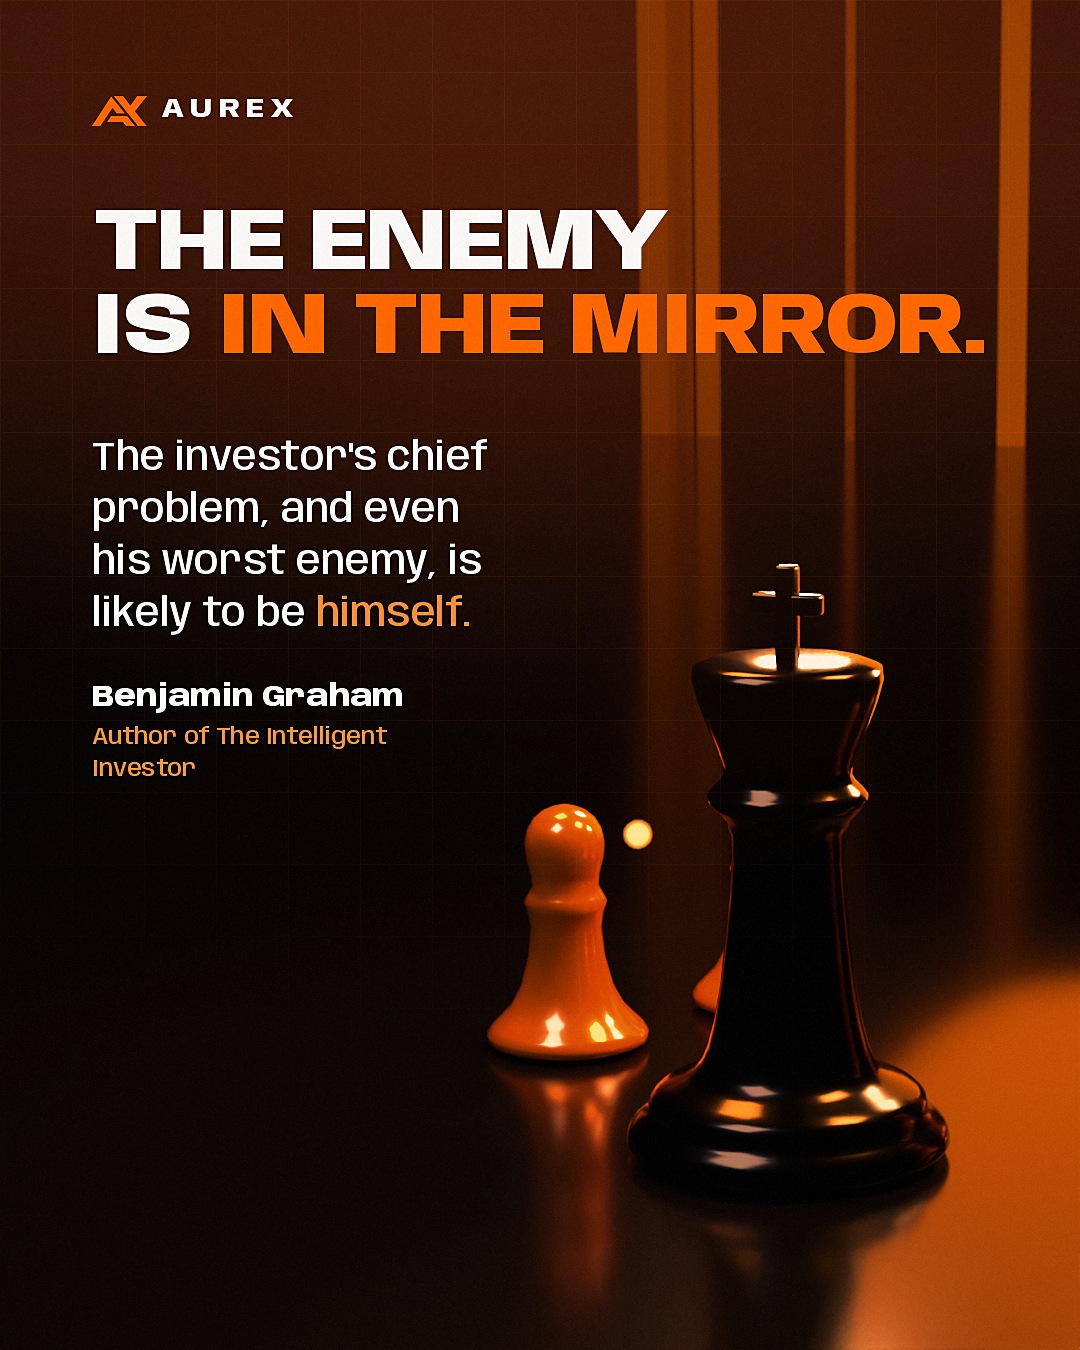 AUREX
THE ENEMY
IS IN THE MIRROR.
The investor's chief
problem, and even
his worst enemy, is
likely to be himself.
Benjamin Graham
Author of The Intelligent
Investor